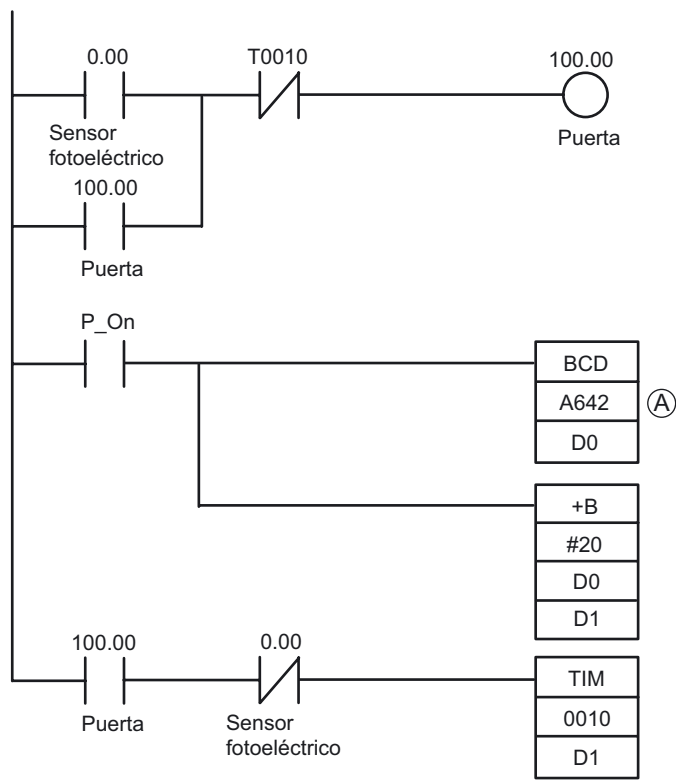 0.00
T0010
100.00
Sensor
fotoeléctrico
Puerta
100.00
Puerta
P_On
BCD
A642
A
D0
+B
#20
D0
D1
100.00
0.00
TIM
Puerta
Sensor
fotoeléctrico
0010
D1